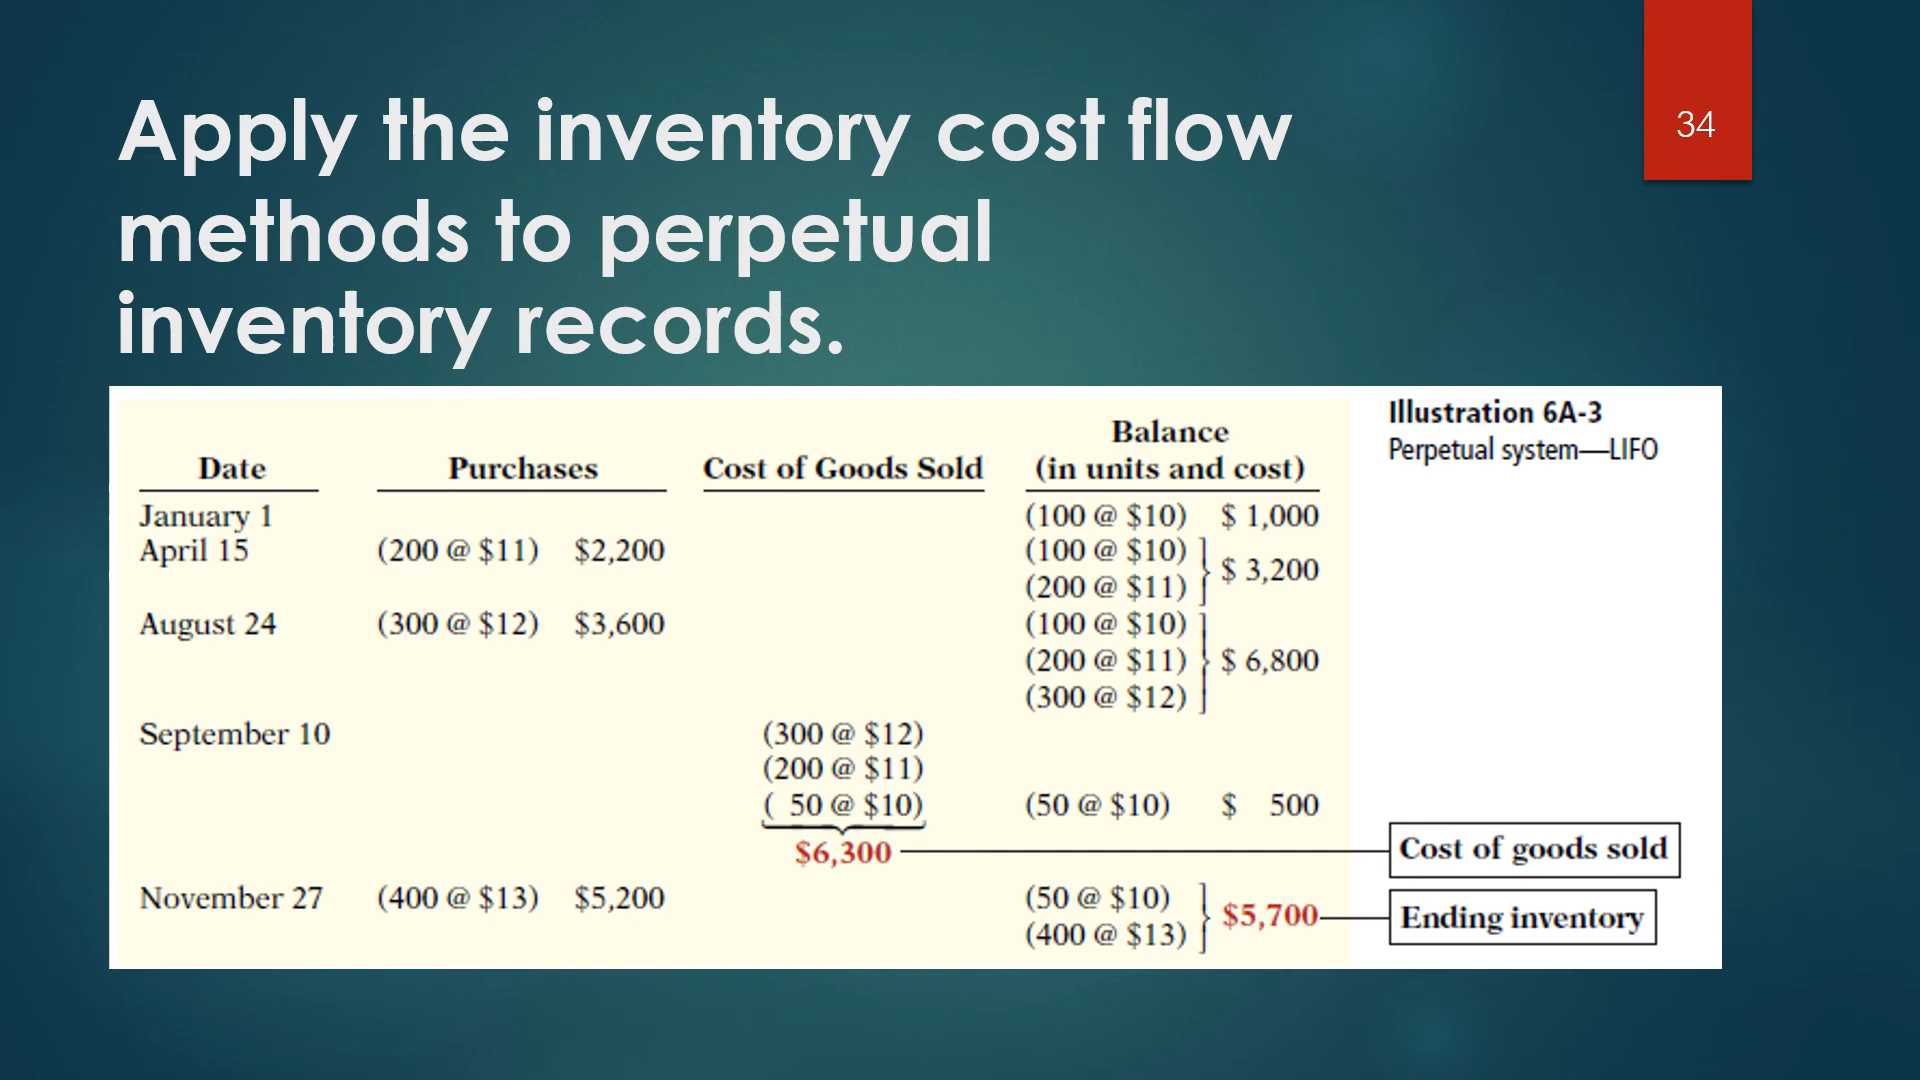 Apply the inventory cost flow
methods to perpetual
inventory records.
34
Illustration 6A-3
Perpetual system—LIFO
Balance
Date Purchases Cost of Goods Sold (in units and cost)
January 1 (100 @ $10) $ 1,000
April 15 (200 @ $11) $2,200 (100 @ $10)
$ 3,200
(200 @ $11)
August 24 (300 @ $12) $3,600 (100 @ $10)
(200 @ $11) $ 6,800
(300 @ $12)
September 10 (300 @ $12)
(200 @ $11)
( 50 @ $10) (50 @ $10) $ 500
$6,300 Cost of goods sold
November 27 (400 @ $13) $5,200 (50 @ $10)
$5,700 Ending inventory
(400 @ $13)